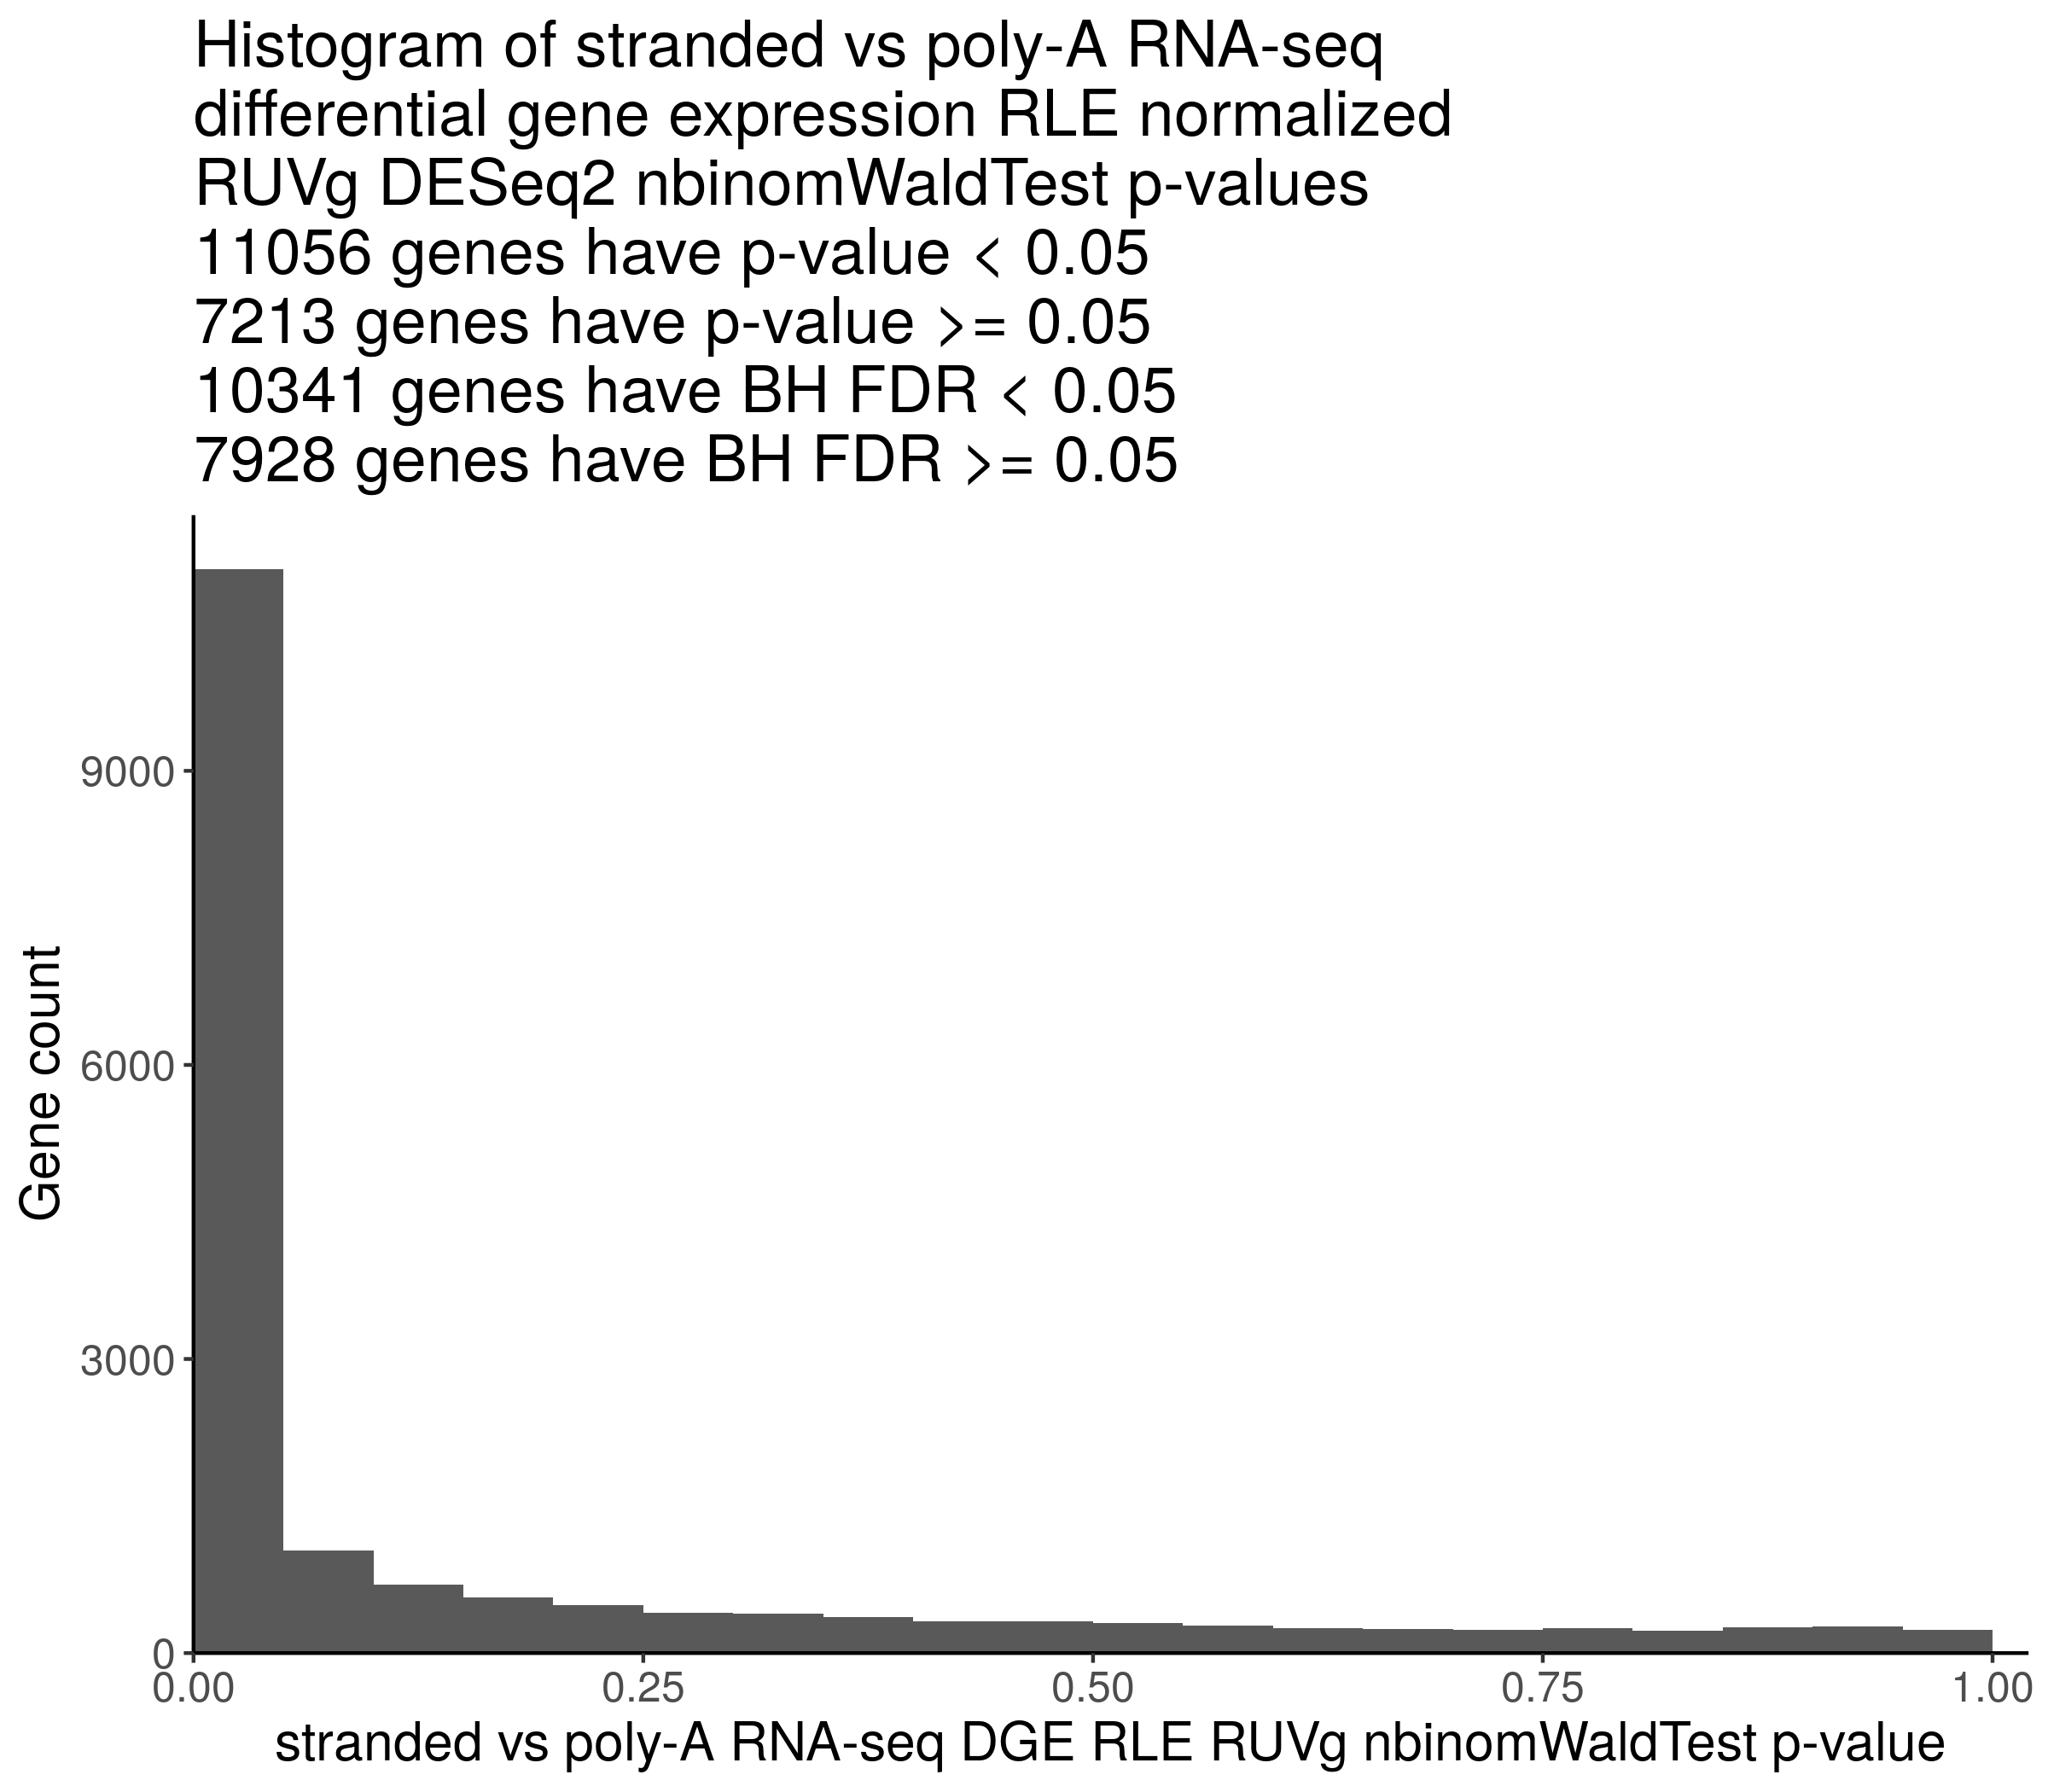 Histogram of stranded vs poly-A RNA-seq
differential gene expression RLE normalized
RUVg DESeq2 nbinomWaldTest p-values
11056 genes have p-value < 0.05
7213 genes have p-value >= 0.05
10341 genes have BH FDR < 0.05
7928 genes have BH FDR >= 0.05
Gene count
9000
6000
3000
0
0.00
0.25
0.50
0.75
1.00
stranded vs poly-A RNA-seq DGE RLE RUVg nbinomWaldTest p-value